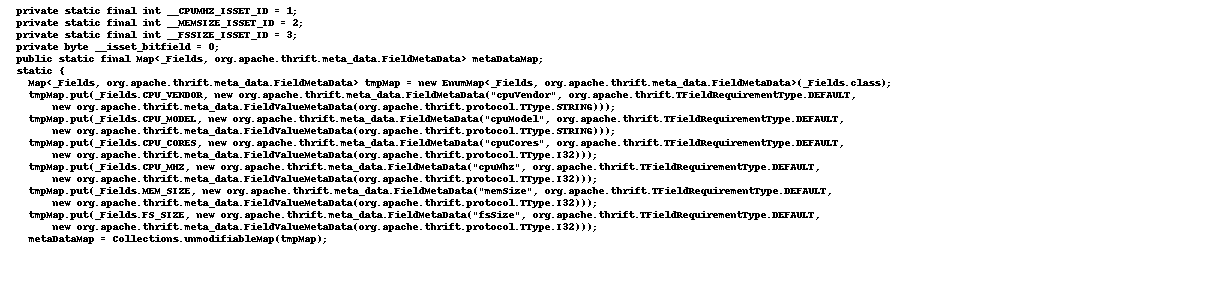 private static final int __CPUMHZ_ISSET_ID = 1;
private static final int __MEMSIZE_ISSET_ID = 2;
private static final int __FSSIZE_ISSET_ID = 3;
private byte __isset_bitfield = 0;
public static final Map<_Fields, org.apache.thrift.meta_data.FieldMetaData> metaDataMap;
static {
  Map<_Fields, org.apache.thrift.meta_data.FieldMetaData> tmpMap = new EnumMap<_Fields, org.apache.thrift.meta_data.FieldMetaData>(_Fields.class);
  tmpMap.put(_Fields.CPU_VENDOR, new org.apache.thrift.meta_data.FieldMetaData("cpuVendor", org.apache.thrift.TFieldRequirementType.DEFAULT,
      new org.apache.thrift.meta_data.FieldValueMetaData(org.apache.thrift.protocol.TType.STRING)));
  tmpMap.put(_Fields.CPU_MODEL, new org.apache.thrift.meta_data.FieldMetaData("cpuModel", org.apache.thrift.TFieldRequirementType.DEFAULT,
      new org.apache.thrift.meta_data.FieldValueMetaData(org.apache.thrift.protocol.TType.STRING)));
  tmpMap.put(_Fields.CPU_CORES, new org.apache.thrift.meta_data.FieldMetaData("cpuCores", org.apache.thrift.TFieldRequirementType.DEFAULT,
      new org.apache.thrift.meta_data.FieldValueMetaData(org.apache.thrift.protocol.TType.I32)));
  tmpMap.put(_Fields.CPU_MHZ, new org.apache.thrift.meta_data.FieldMetaData("cpuMhz", org.apache.thrift.TFieldRequirementType.DEFAULT,
      new org.apache.thrift.meta_data.FieldValueMetaData(org.apache.thrift.protocol.TType.I32)));
  tmpMap.put(_Fields.MEM_SIZE, new org.apache.thrift.meta_data.FieldMetaData("memSize", org.apache.thrift.TFieldRequirementType.DEFAULT,
      new org.apache.thrift.meta_data.FieldValueMetaData(org.apache.thrift.protocol.TType.I32)));
  tmpMap.put(_Fields.FS_SIZE, new org.apache.thrift.meta_data.FieldMetaData("fsSize", org.apache.thrift.TFieldRequirementType.DEFAULT,
      new org.apache.thrift.meta_data.FieldValueMetaData(org.apache.thrift.protocol.TType.I32)));
  metaDataMap = Collections.unmodifiableMap(tmpMap);